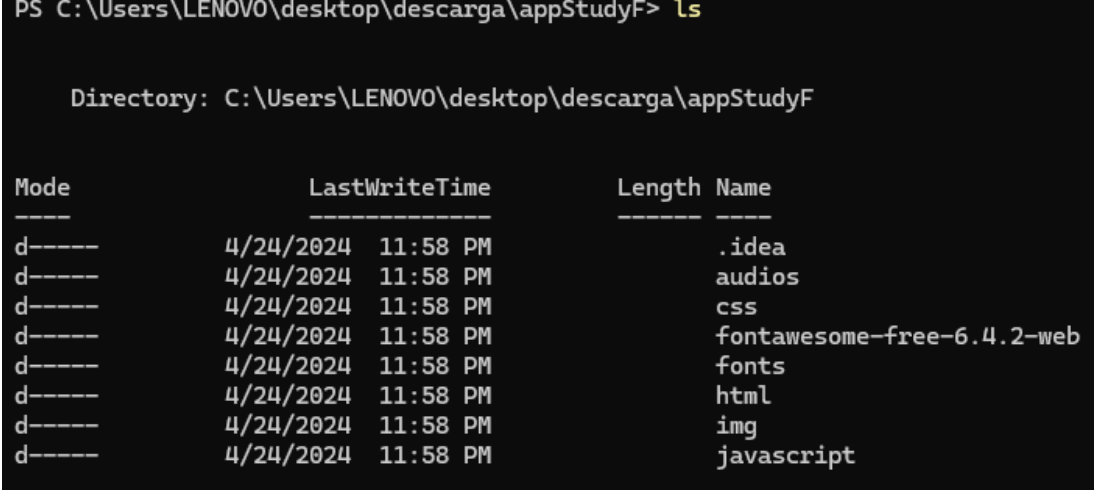 PS C:\Users\LENOVO\desktop\descarga\appStudyF> ls
Directory: C:\Users\LENOVO\desktop\descarga\appStudyF
Mode LastWriteTime Length Name
---- ------------- ------ ----
d----- 4/24/2024 11:58 PM .idea
d----- 4/24/2024 11:58 PM audios
d----- 4/24/2024 11:58 PM css
d----- 4/24/2024 11:58 PM fontawesome-free-6.4.2-web
d----- 4/24/2024 11:58 PM fonts
d----- 4/24/2024 11:58 PM html
d----- 4/24/2024 11:58 PM img
d----- 4/24/2024 11:58 PM javascript